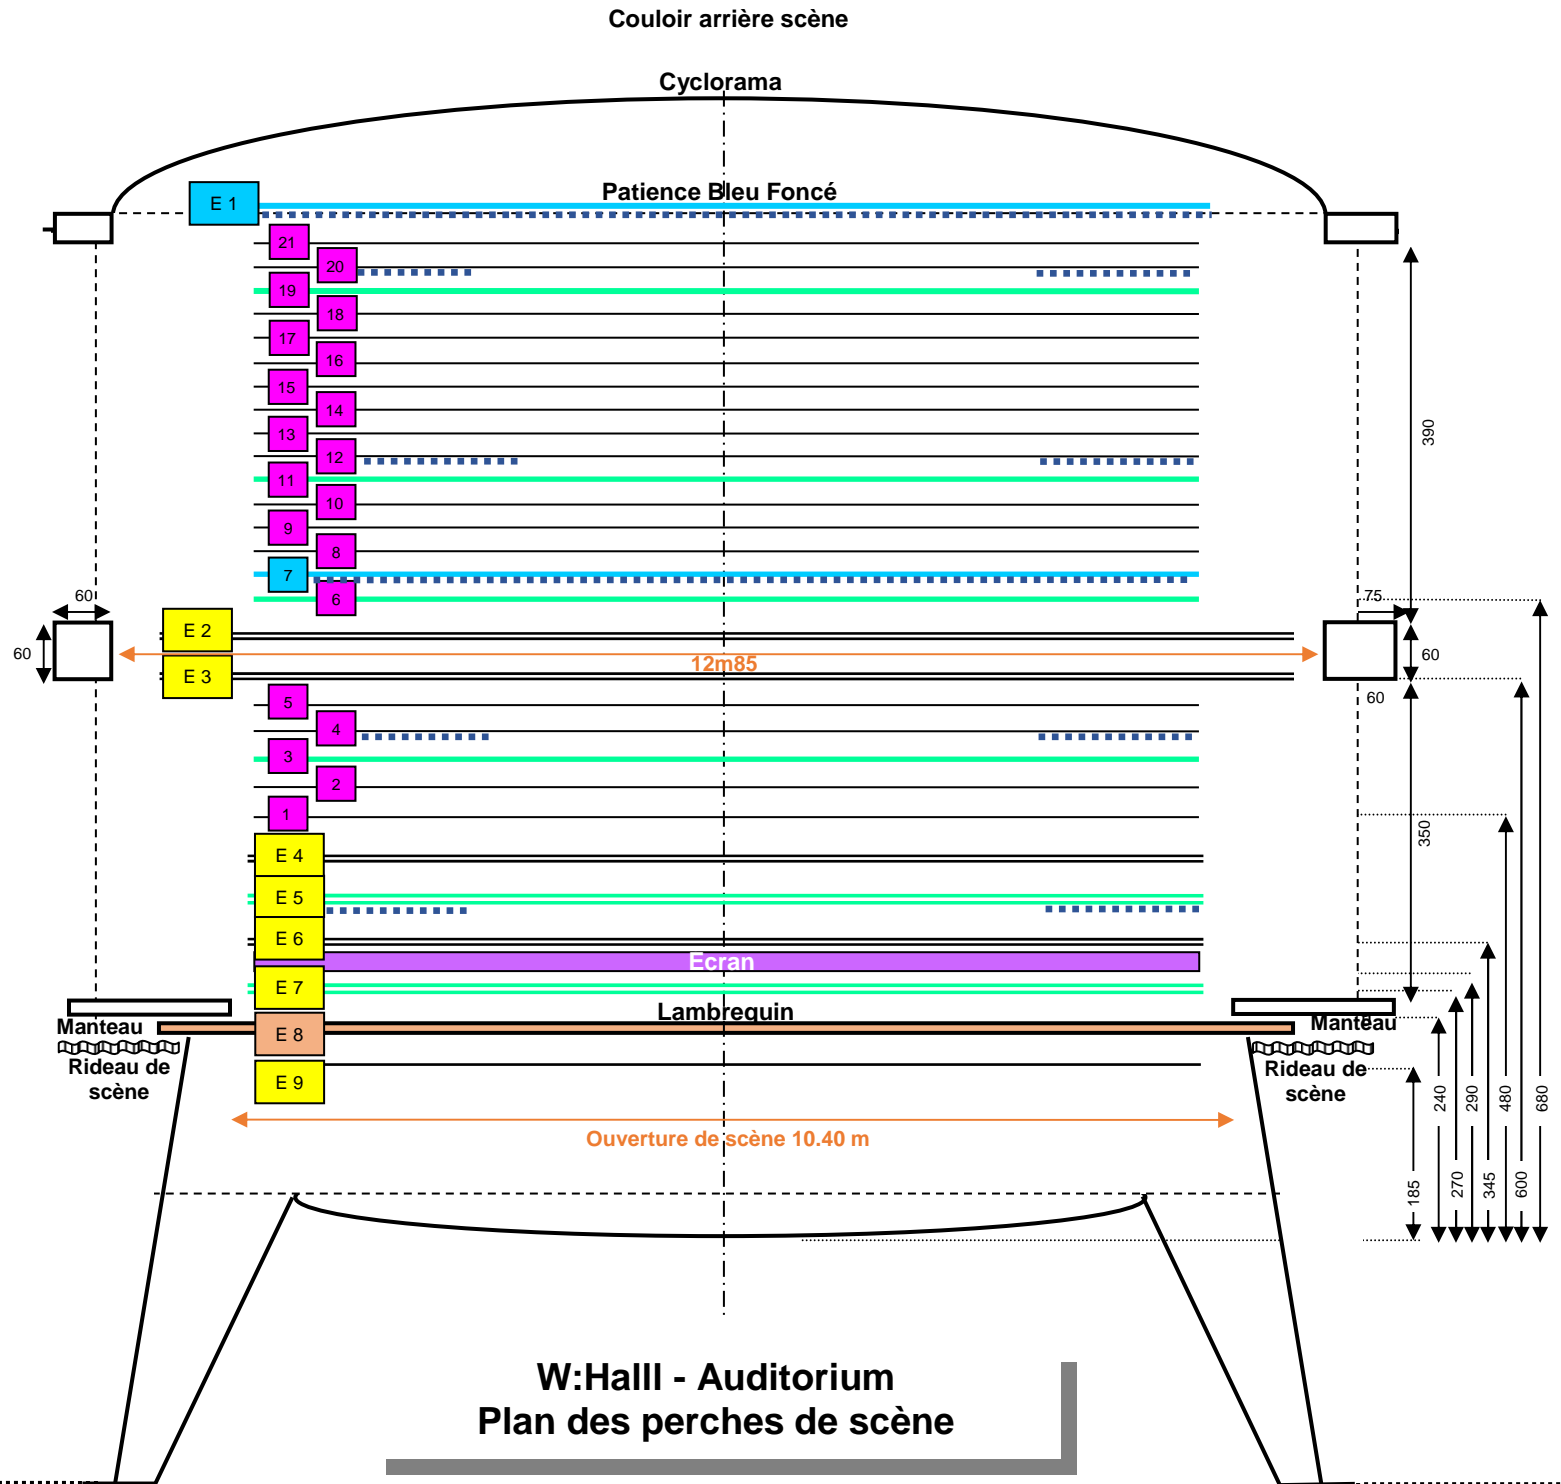 Couloir arrière scène
Cyclorama
Patience Bleu Foncé
E 1
21
20
19
18
17
16
15
14
13
12
11
10
9
8
7
6
390
60
75
E 2
60
12m85
60
E 3
60
5
4
3
2
1
350
E 4
E 5
E 6
Ecran
E 7
Lambrequin
Manteau
E 8
Manteau
Rideau de
scène
Rideau de
scène
E 9
Ouverture de scène 10.40 m
185
240
270
290
345
480
600
680
W:Halll - Auditorium
Plan des perches de scène